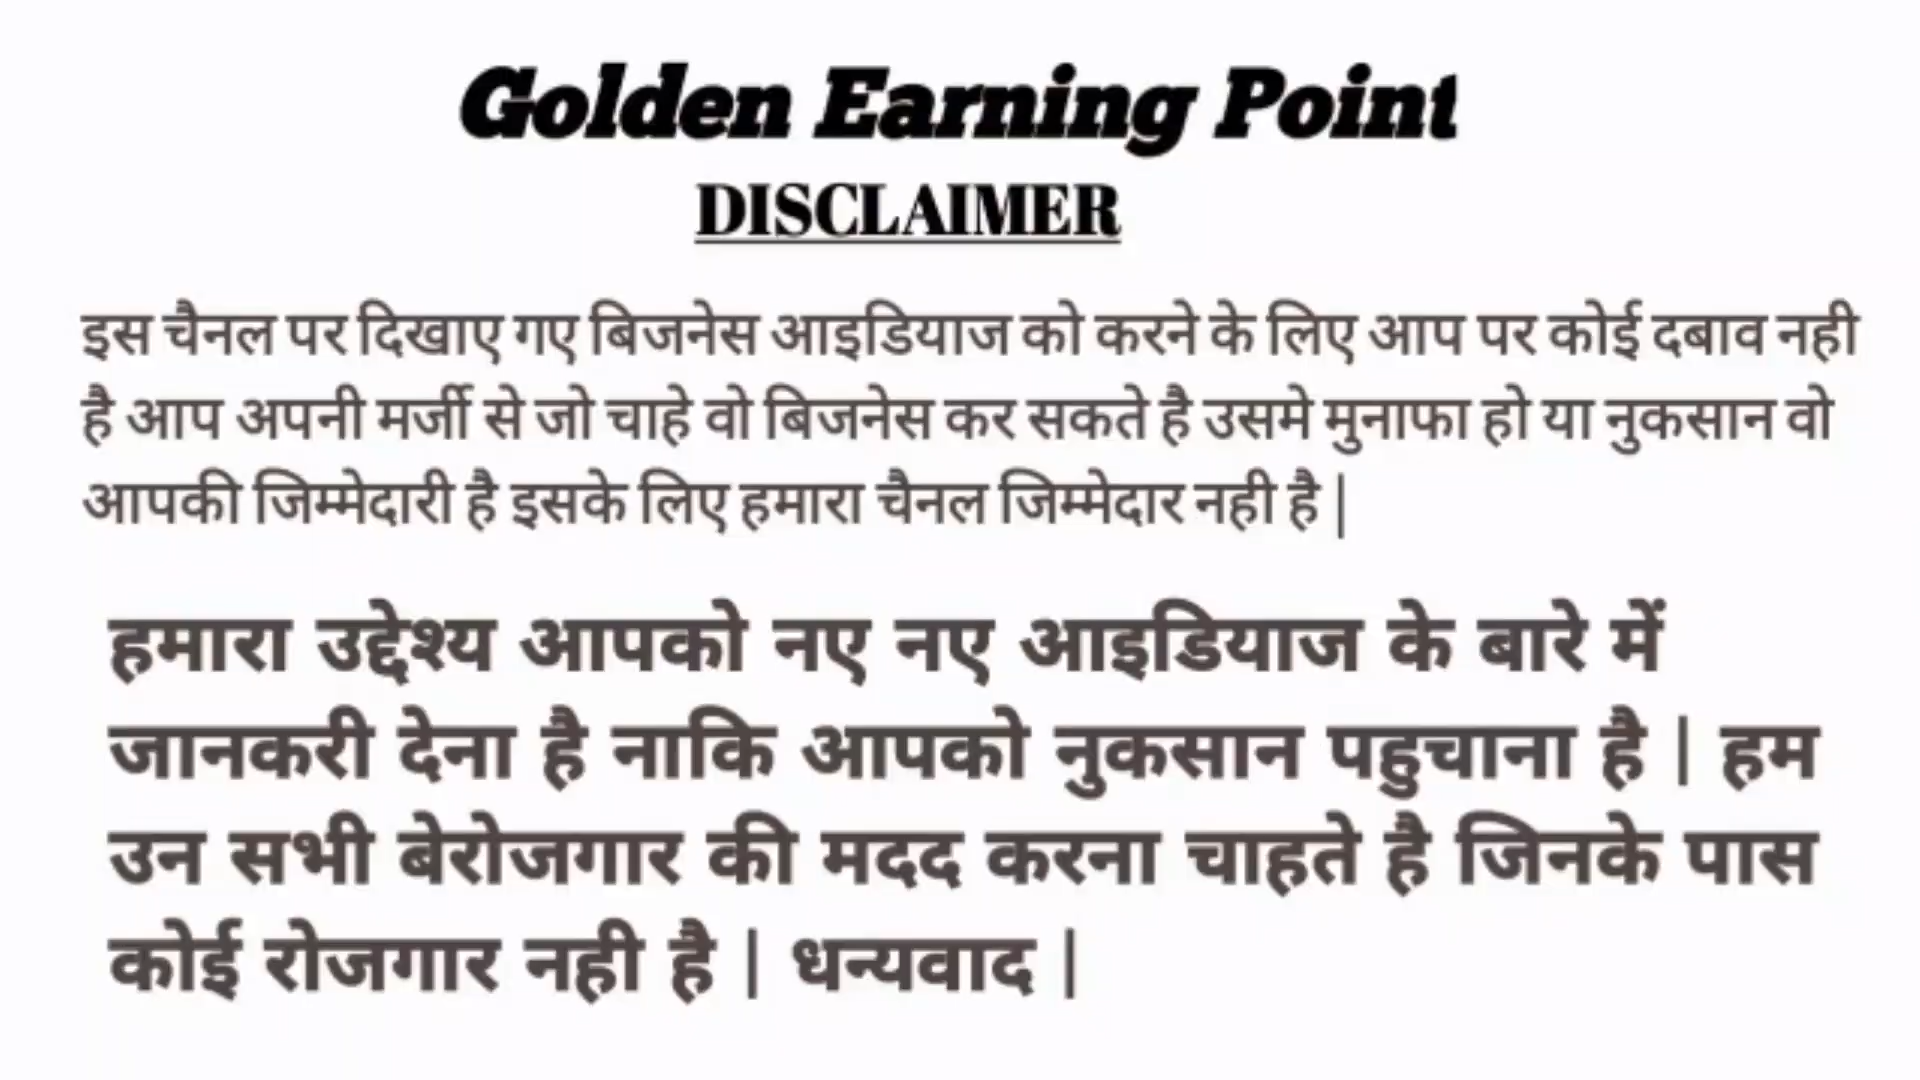 Golden Earning Point
DISCLAIMER
इस चैनल पर दिखाए गए बिजनेस आइडियाज को करने के लिए आप पर कोई दबाव नही
है आप अपनी मर्जी से जो चाहे वो बिजनेस कर सकते है उसमे मुनाफा हो या नुकसान वो
आपकी जिम्मेदारी है इसके लिए हमारा चैनल जिम्मेदार नही है |
हमारा उद्देश्य आपको नए नए आइडियाज के बारे में
जानकरी देना है नाकि आपको नुकसान पहुचाना है | हम
उन सभी बेरोजगार की मदद करना चाहते है जिनके पास
कोई रोजगार नही है | धन्यवाद |